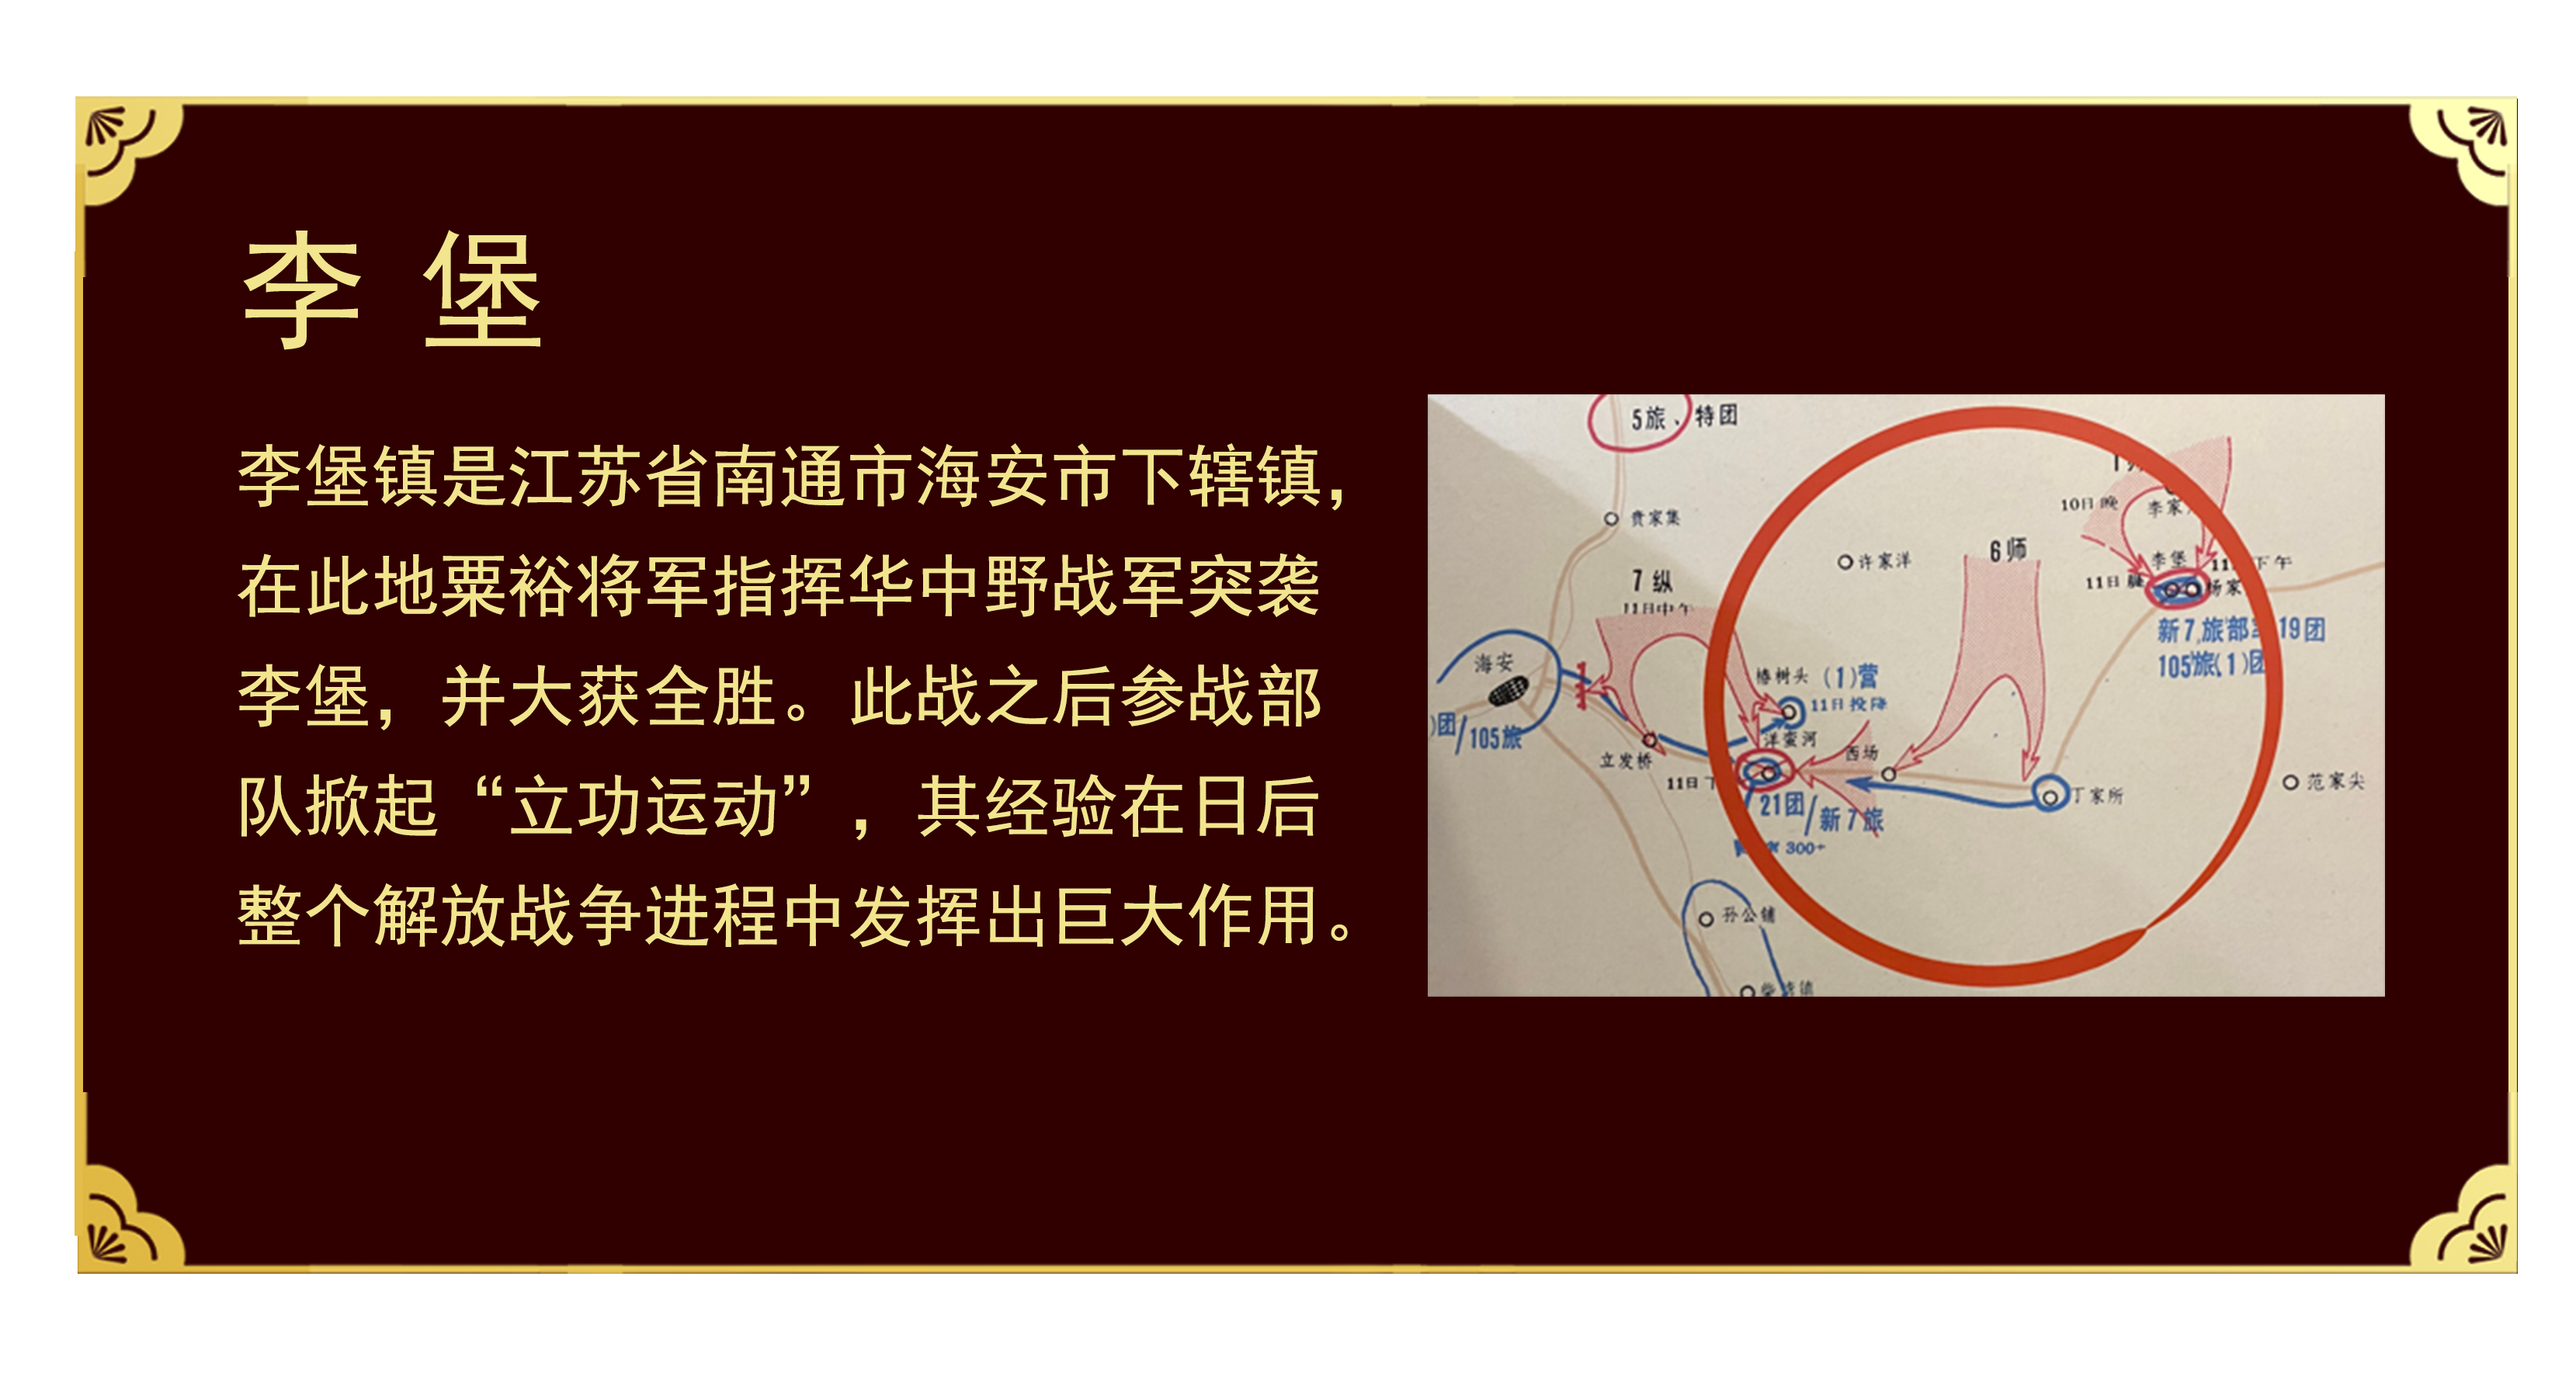 李堡
李堡镇是江苏省南通市海安市下辖镇，
在此地粟裕将军指挥华中野战军突袭
李堡，并大获全胜。此战之后参战部
队掀起“立功运动”，其经验在日后
整个解放战争进程中发挥出巨大作用。
5旅、特团
贲家集
许家洋
6师
7纵
11日中午
10日晚
李家
李堡
11日
下午
杨家
新7旅部
19团
105旅(1)团
海安
椿树头
(1)营
11日投降
团/105旅
洋蛮河
西场
立发桥
11日下
21团/新7旅
300+
丁家所
范家尖
孙公铺
镇